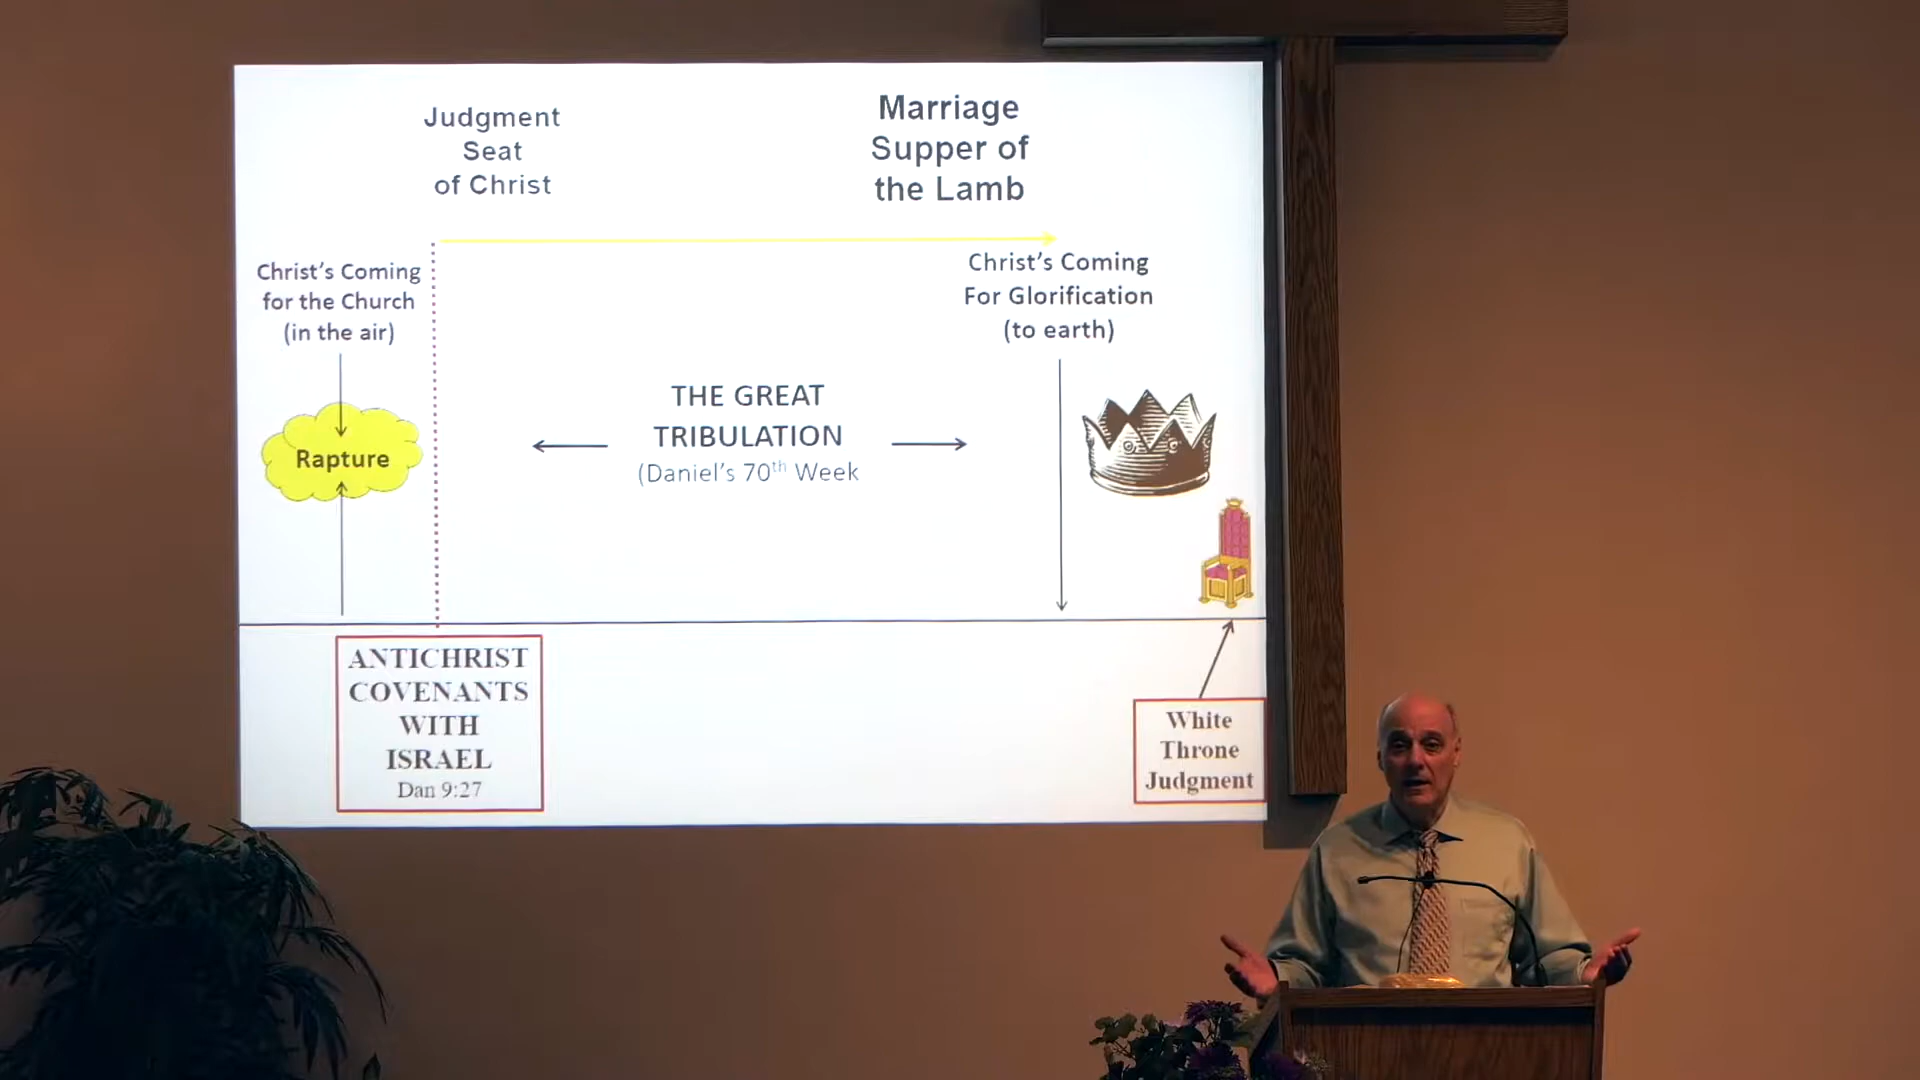 Judgment
Seat
of Christ
Marriage
Supper of
the Lamb
Christ's Coming
for the Church
(in the air)
Christ's Coming
For Glorification
(to earth)
Rapture
THE GREAT
TRIBULATION
(Daniel's 70th Week
ANTICHRIST
COVENANTS
WITH
ISRAEL
Dan 9:27
White
Throne
Judgment